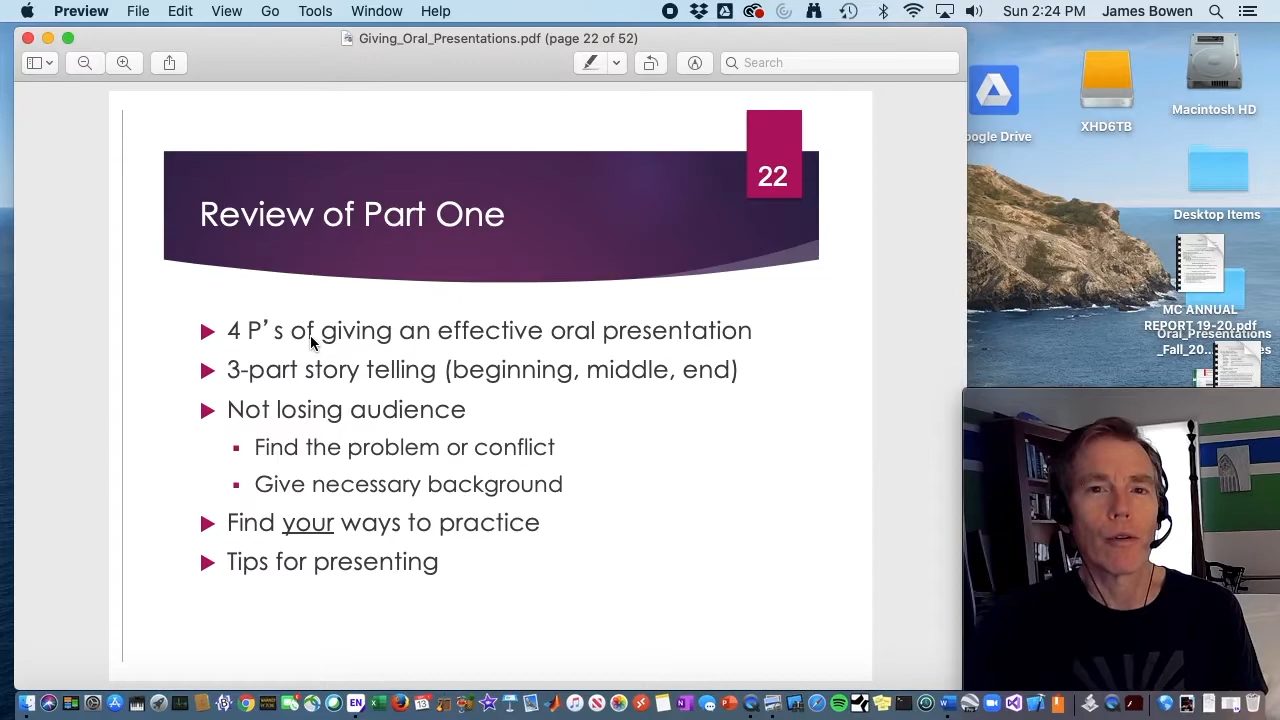 Preview File Edit View Go Tools Window Help Sun 2:24 PM James Bowen
Giving_Oral_Presentations.pdf (page 22 of 52)
Search
22
Review of Part One
4 P’s of giving an effective oral presentation
3-part story telling (beginning, middle, end)
Not losing audience
Find the problem or conflict
Give necessary background
Find your ways to practice
Tips for presenting
oogle Drive
XHD6TB
Macintosh HD
Desktop Items
MC ANNUAL
REPORT 19-20.pdf
Oral_Presentations
_Fall_20...
EN